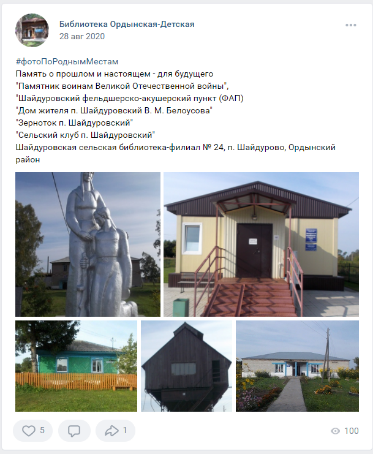 Библиотека Ордынская-Детская
28 авг 2020
#фотоПоРоднымМестам
Память о прошлом и настоящем - для будущего
"Памятник воинам Великой Отечественной войны",
"Шайдуровский фельдшерско-акушерский пункт (ФАП)
"Дом жителя п. Шайдуровский В. М. Белоусова"
"Зерноток п. Шайдуровский"
"Сельский клуб п. Шайдуровский"
Шайдуровская сельская библиотека-филиал № 24, п. Шайдурово, Ордынский
район
5
1
100